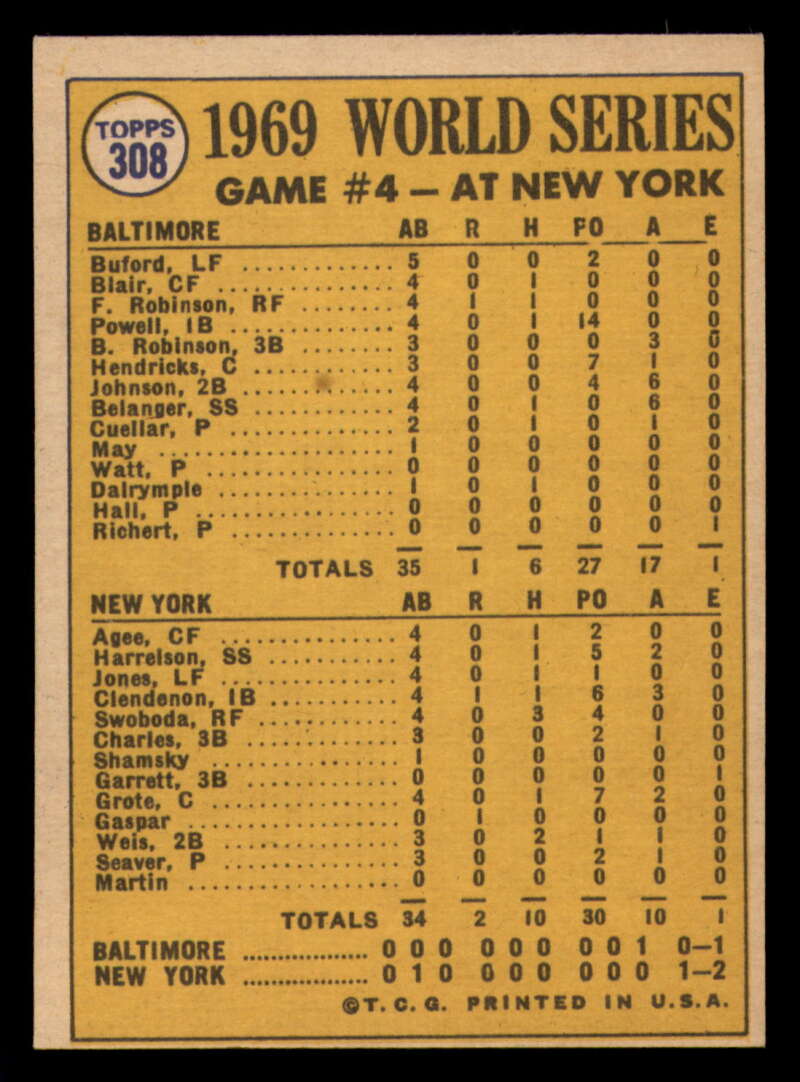 TOPPS
308
1969 WORLD SERIES
GAME #4 – AT NEW YORK
BALTIMORE AB R H PO A E
Buford, LF .............. 5 0 0 2 0 0
Blair, CF ................ 4 0 1 0 0 0
F. Robinson, RF ........ 4 1 1 0 0 0
Powell, 1B .............. 4 0 1 14 0 0
B. Robinson, 3B ........ 3 0 0 0 3 0
Hendricks, C ............ 3 0 0 7 1 0
Johnson, 2B ............. 4 0 0 4 6 0
Belanger, SS ............ 4 0 1 0 6 0
Cuellar, P .............. 2 0 1 0 1 0
May ..................... 1 0 0 0 0 0
Watt, P ................. 0 0 0 0 0 0
Dalrymple ............... 1 0 1 0 0 0
Hall, P ................. 0 0 0 0 0 0
Richert, P .............. 0 0 0 0 0 1
TOTALS 35 1 6 27 17 1
NEW YORK AB R H PO A E
Agee, CF ................ 4 0 1 2 0 0
Harrelson, SS ........... 4 0 1 5 2 0
Jones, LF ............... 4 0 1 1 0 0
Clendenon, 1B ........... 4 1 1 6 3 0
Swoboda, RF ............. 4 0 3 4 0 0
Charles, 3B ............. 3 0 0 2 1 0
Shamsky ................. 1 0 0 0 0 0
Garrett, 3B ............. 0 0 0 0 0 1
Grote, C ................ 4 0 1 7 2 0
Gaspar .................. 0 1 0 0 0 0
Weis, 2B ................ 3 0 2 1 1 0
Seaver, P ............... 3 0 0 2 1 0
Martin .................. 0 0 0 0 0 0
TOTALS 34 2 10 30 10 1
BALTIMORE .................. 0 0 0 0 0 0 0 0 1 0–1
NEW YORK .................. 0 1 0 0 0 0 0 0 0 1–2
©T. C. G. PRINTED IN U.S.A.